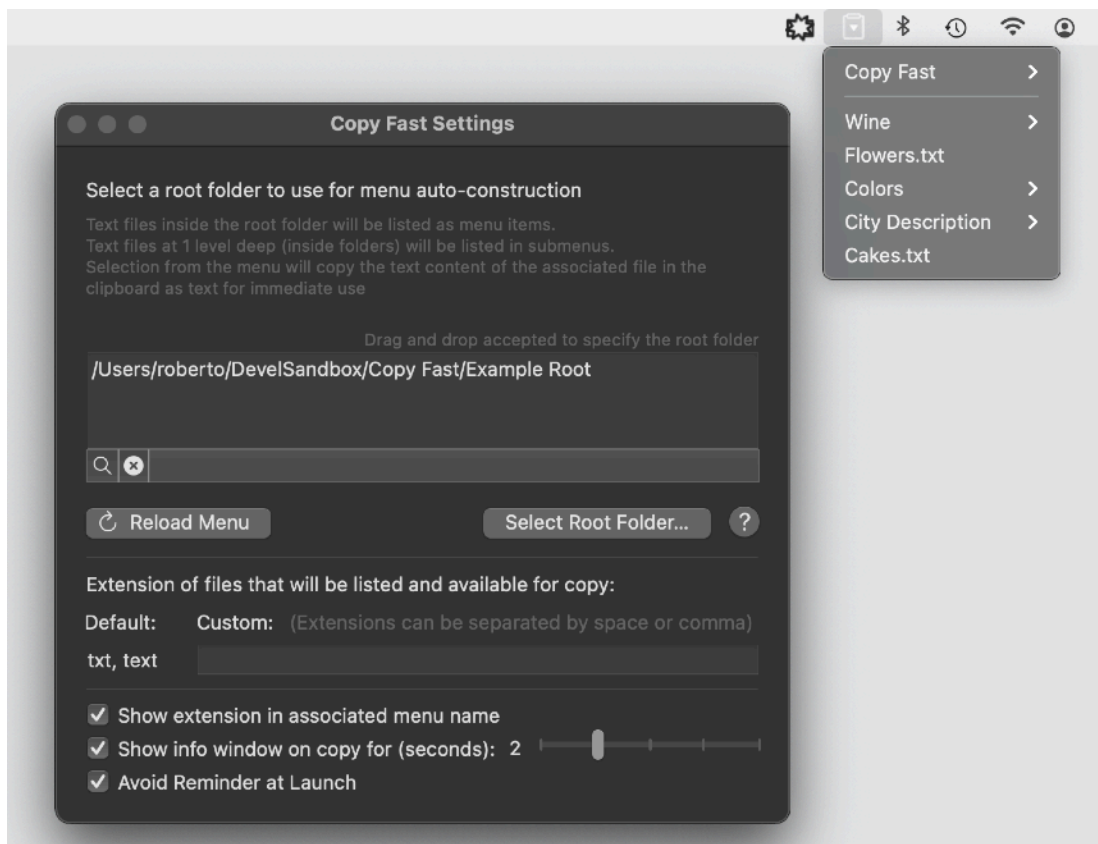 Copy Fast
Wine
Flowers.txt
Colors
City Description
Cakes.txt
Copy Fast Settings
Select a root folder to use for menu auto-construction
Text files inside the root folder will be listed as menu items.
Text files at 1 level deep (inside folders) will be listed in submenus.
Selection from the menu will copy the text content of the associated file in the
clipboard as text for immediate use
Drag and drop accepted to specify the root folder
/Users/roberto/DevelSandbox/Copy Fast/Example Root
Reload Menu
Select Root Folder...
?
Extension of files that will be listed and available for copy:
Default: Custom: (Extensions can be separated by space or comma)
txt, text
Show extension in associated menu name
Show info window on copy for (seconds): 2
Avoid Reminder at Launch